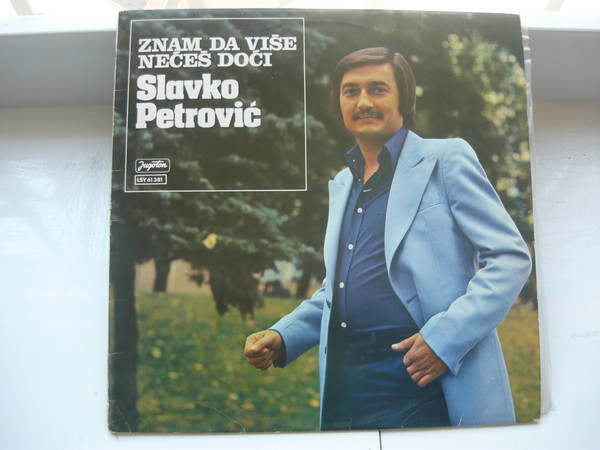 ZNAM DA VIŠE
NEĆEŠ DOĆI
Slavko
Petrović
Jugoton
LSY 61381